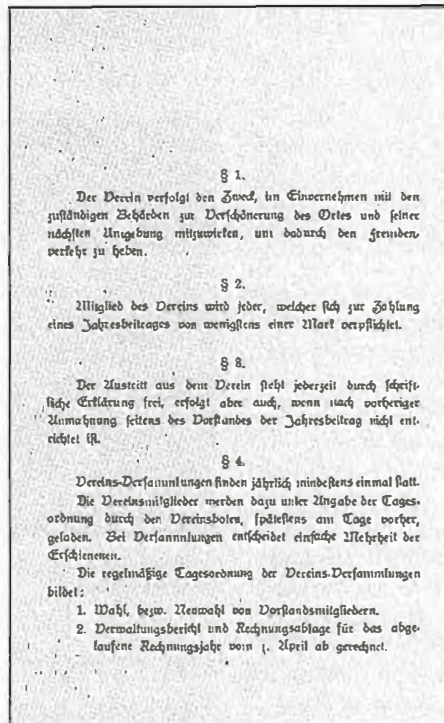 § 1.
Der Verein verfolgt den Zweck, im Einvernehmen mit den
zuständigen Behörden zur Verschönerung des Ortes und seiner
nächsten Umgebung mitzuwirken, um dadurch den Fremden-
verkehr zu heben.
§ 2.
Mitglied des Vereins wird jeder, welcher sich zur Zahlung
eines Jahresbeitrages von wenigstens einer Mark verpflichtet.
§ 3.
Der Austritt aus dem Verein steht jederzeit durch schrift-
liche Erklärung frei, erfolgt aber auch, wenn nach vorheriger
Anmahnung seitens des Vorstandes der Jahresbeitrag nicht ent-
richtet ist.
§ 4.
Vereins-Versammlungen finden jährlich mindestens einmal statt.
Die Vereinsmitglieder werden dazu unter Angabe der Tages-
ordnung durch den Vereinsboten, spätestens am Tage vorher,
geladen. Bei Versammlungen entscheidet einfache Mehrheit der
Erschienenen.
Die regelmäßige Tagesordnung der Vereins-Versammlungen
bildet:
1. Wahl, bezw. Neuwahl von Vorstandsmitgliedern.
2. Verwaltungsbericht und Rechnungsablage für das abge-
laufene Rechnungsjahr vom 1. April ab gerechnet.